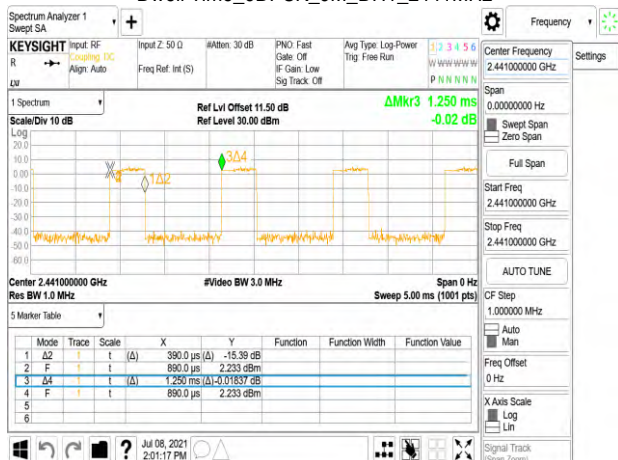 Spectrum Analyzer 1
Swept SA
Frequency
Settings
KEYSIGHT
R
Input: RF
Coupling: DC
Align: Auto
Input Z: 50 Ω
Freq Ref: Int (S)
#Atten: 30 dB
PNO: Fast
Gate: Off
IF Gain: Low
Sig Track: Off
Avg Type: Log-Power
Trig: Free Run
1 2 3 4 5 6
W W W W W W
P N N N N N
1 Spectrum
Scale/Div 10 dB
Ref Lvl Offset 11.50 dB
Ref Level 30.00 dBm
ΔMkr3 1.250 ms
-0.02 dB
Log
20.0
10.0
0.00
-10.0
-20.0
-30.0
-40.0
-50.0
-60.0
1Δ2
3Δ4
Center 2.441000000 GHz
Res BW 1.0 MHz
#Video BW 3.0 MHz
Span 0 Hz
Sweep 5.00 ms (1001 pts)
5 Marker Table
Mode Trace Scale X Y Function Function Width Function Value
1 Δ2 1 t (Δ) 390.0 µs (Δ) -15.39 dB
2 F 1 t 890.0 µs 2.233 dBm
3 Δ4 1 t (Δ) 1.250 ms (Δ) -0.01837 dB
4 F 1 t 890.0 µs 2.233 dBm
5
6
Center Frequency
2.441000000 GHz
Span
0.00000000 Hz
Swept Span
Zero Span
Full Span
Start Freq
2.441000000 GHz
Stop Freq
2.441000000 GHz
AUTO TUNE
CF Step
1.000000 MHz
Auto
Man
Freq Offset
0 Hz
X Axis Scale
Log
Lin
Signal Track
Jul 08, 2021
2:01:17 PM